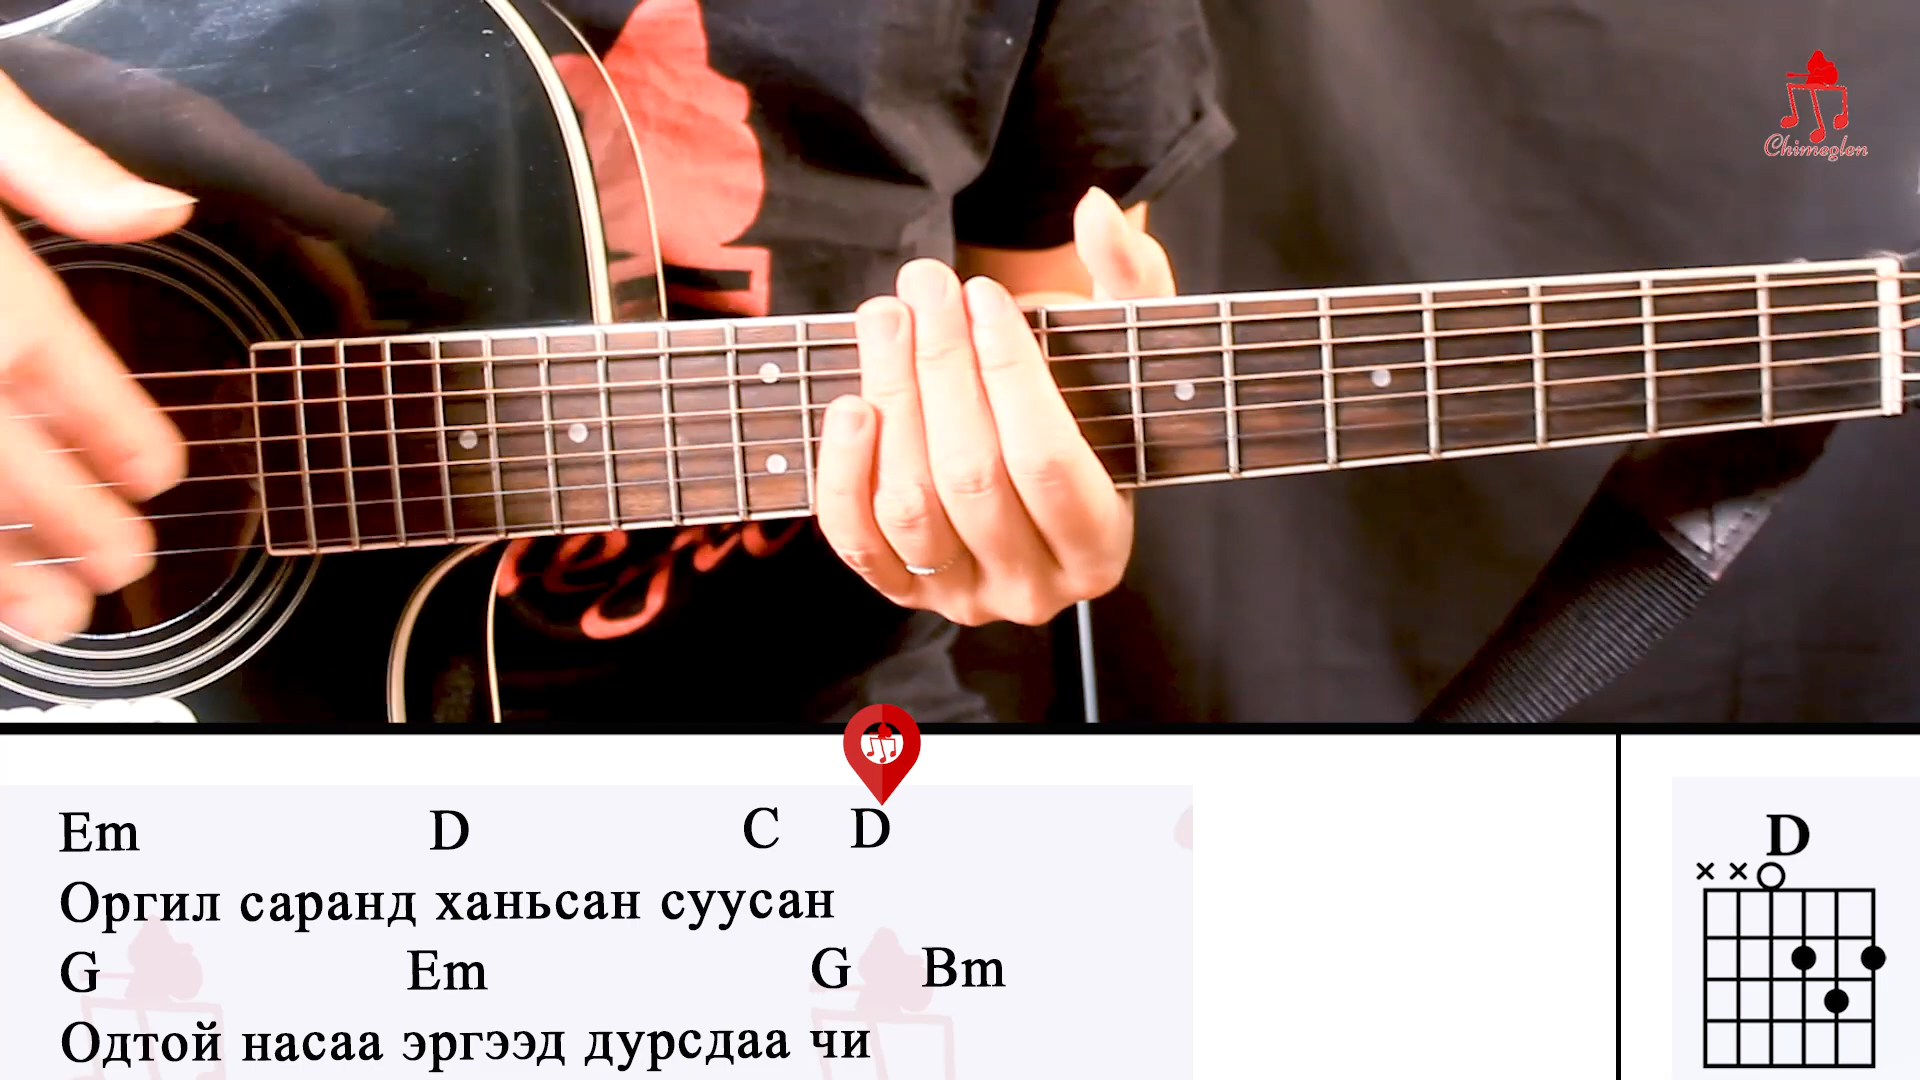 Chimeglen
Em D C D
Оргил саранд ханьсан суусан
G Em G Bm
Одтой насаа эргээд дурсдаа чи
D
× ×